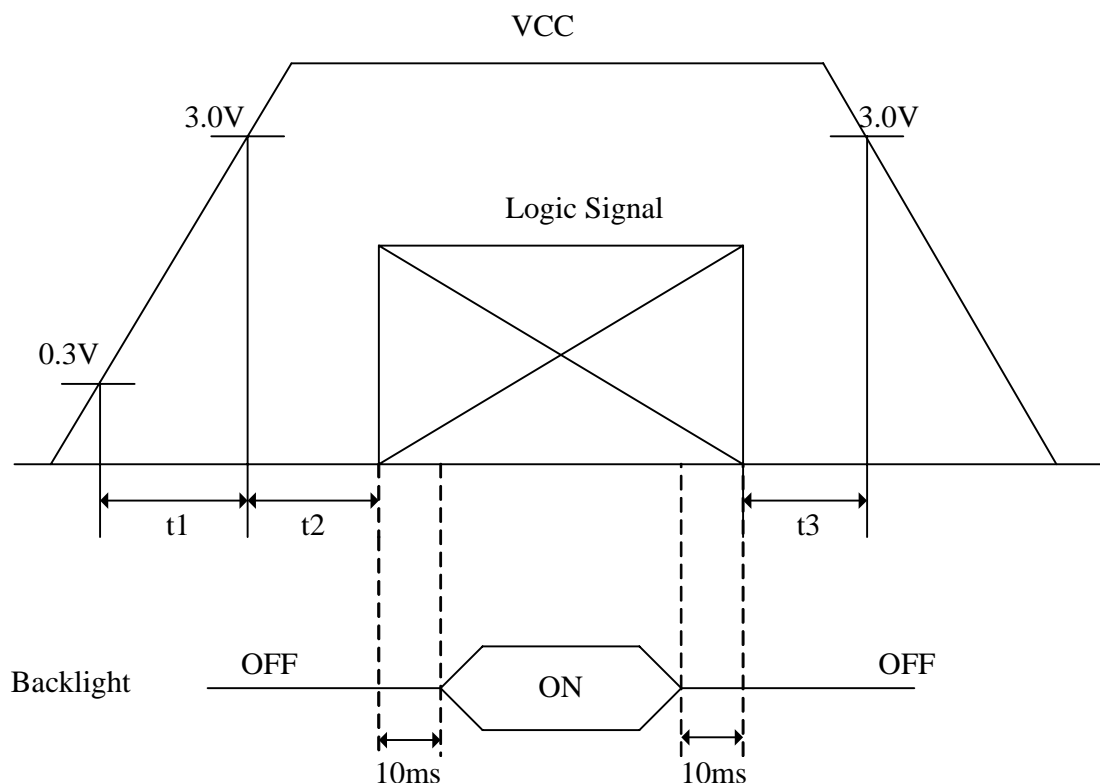 VCC
3.0V
3.0V
Logic Signal
0.3V
t1
t2
t3
OFF
OFF
Backlight
ON
10ms
10ms